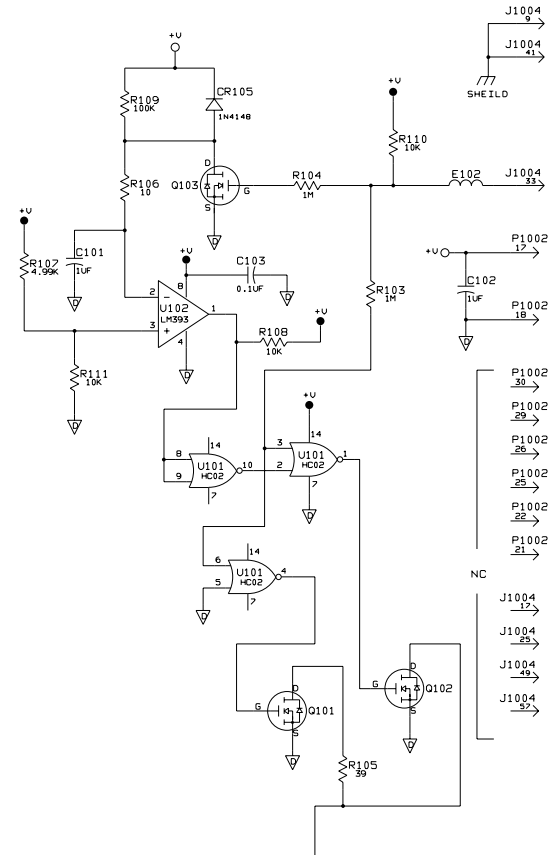 J1004
9
J1004
41
SHEILD
+V
R109
100K
CR105
1N4148
+V
R110
10K
R106
10
D
Q103
G
S
R104
1M
E102
J1004
33
D
+V
R107
4.99K
C101
1UF
D
+V
8
C103
0.1UF
D
+V
P1002
17
C102
1UF
P1002
18
D
R103
1M
2
-
U102
LM393
1
3
+
4
D
R108
10K
+V
R111
10K
D
P1002
30
P1002
29
P1002
26
P1002
25
P1002
22
P1002
21
NC
J1004
17
J1004
25
J1004
49
J1004
57
+V
14
8
9
U101
HC02
10
7
14
3
2
U101
HC02
1
7
D
14
6
5
U101
HC02
4
7
D
D
G
Q101
S
D
D
G
Q102
S
D
R105
39